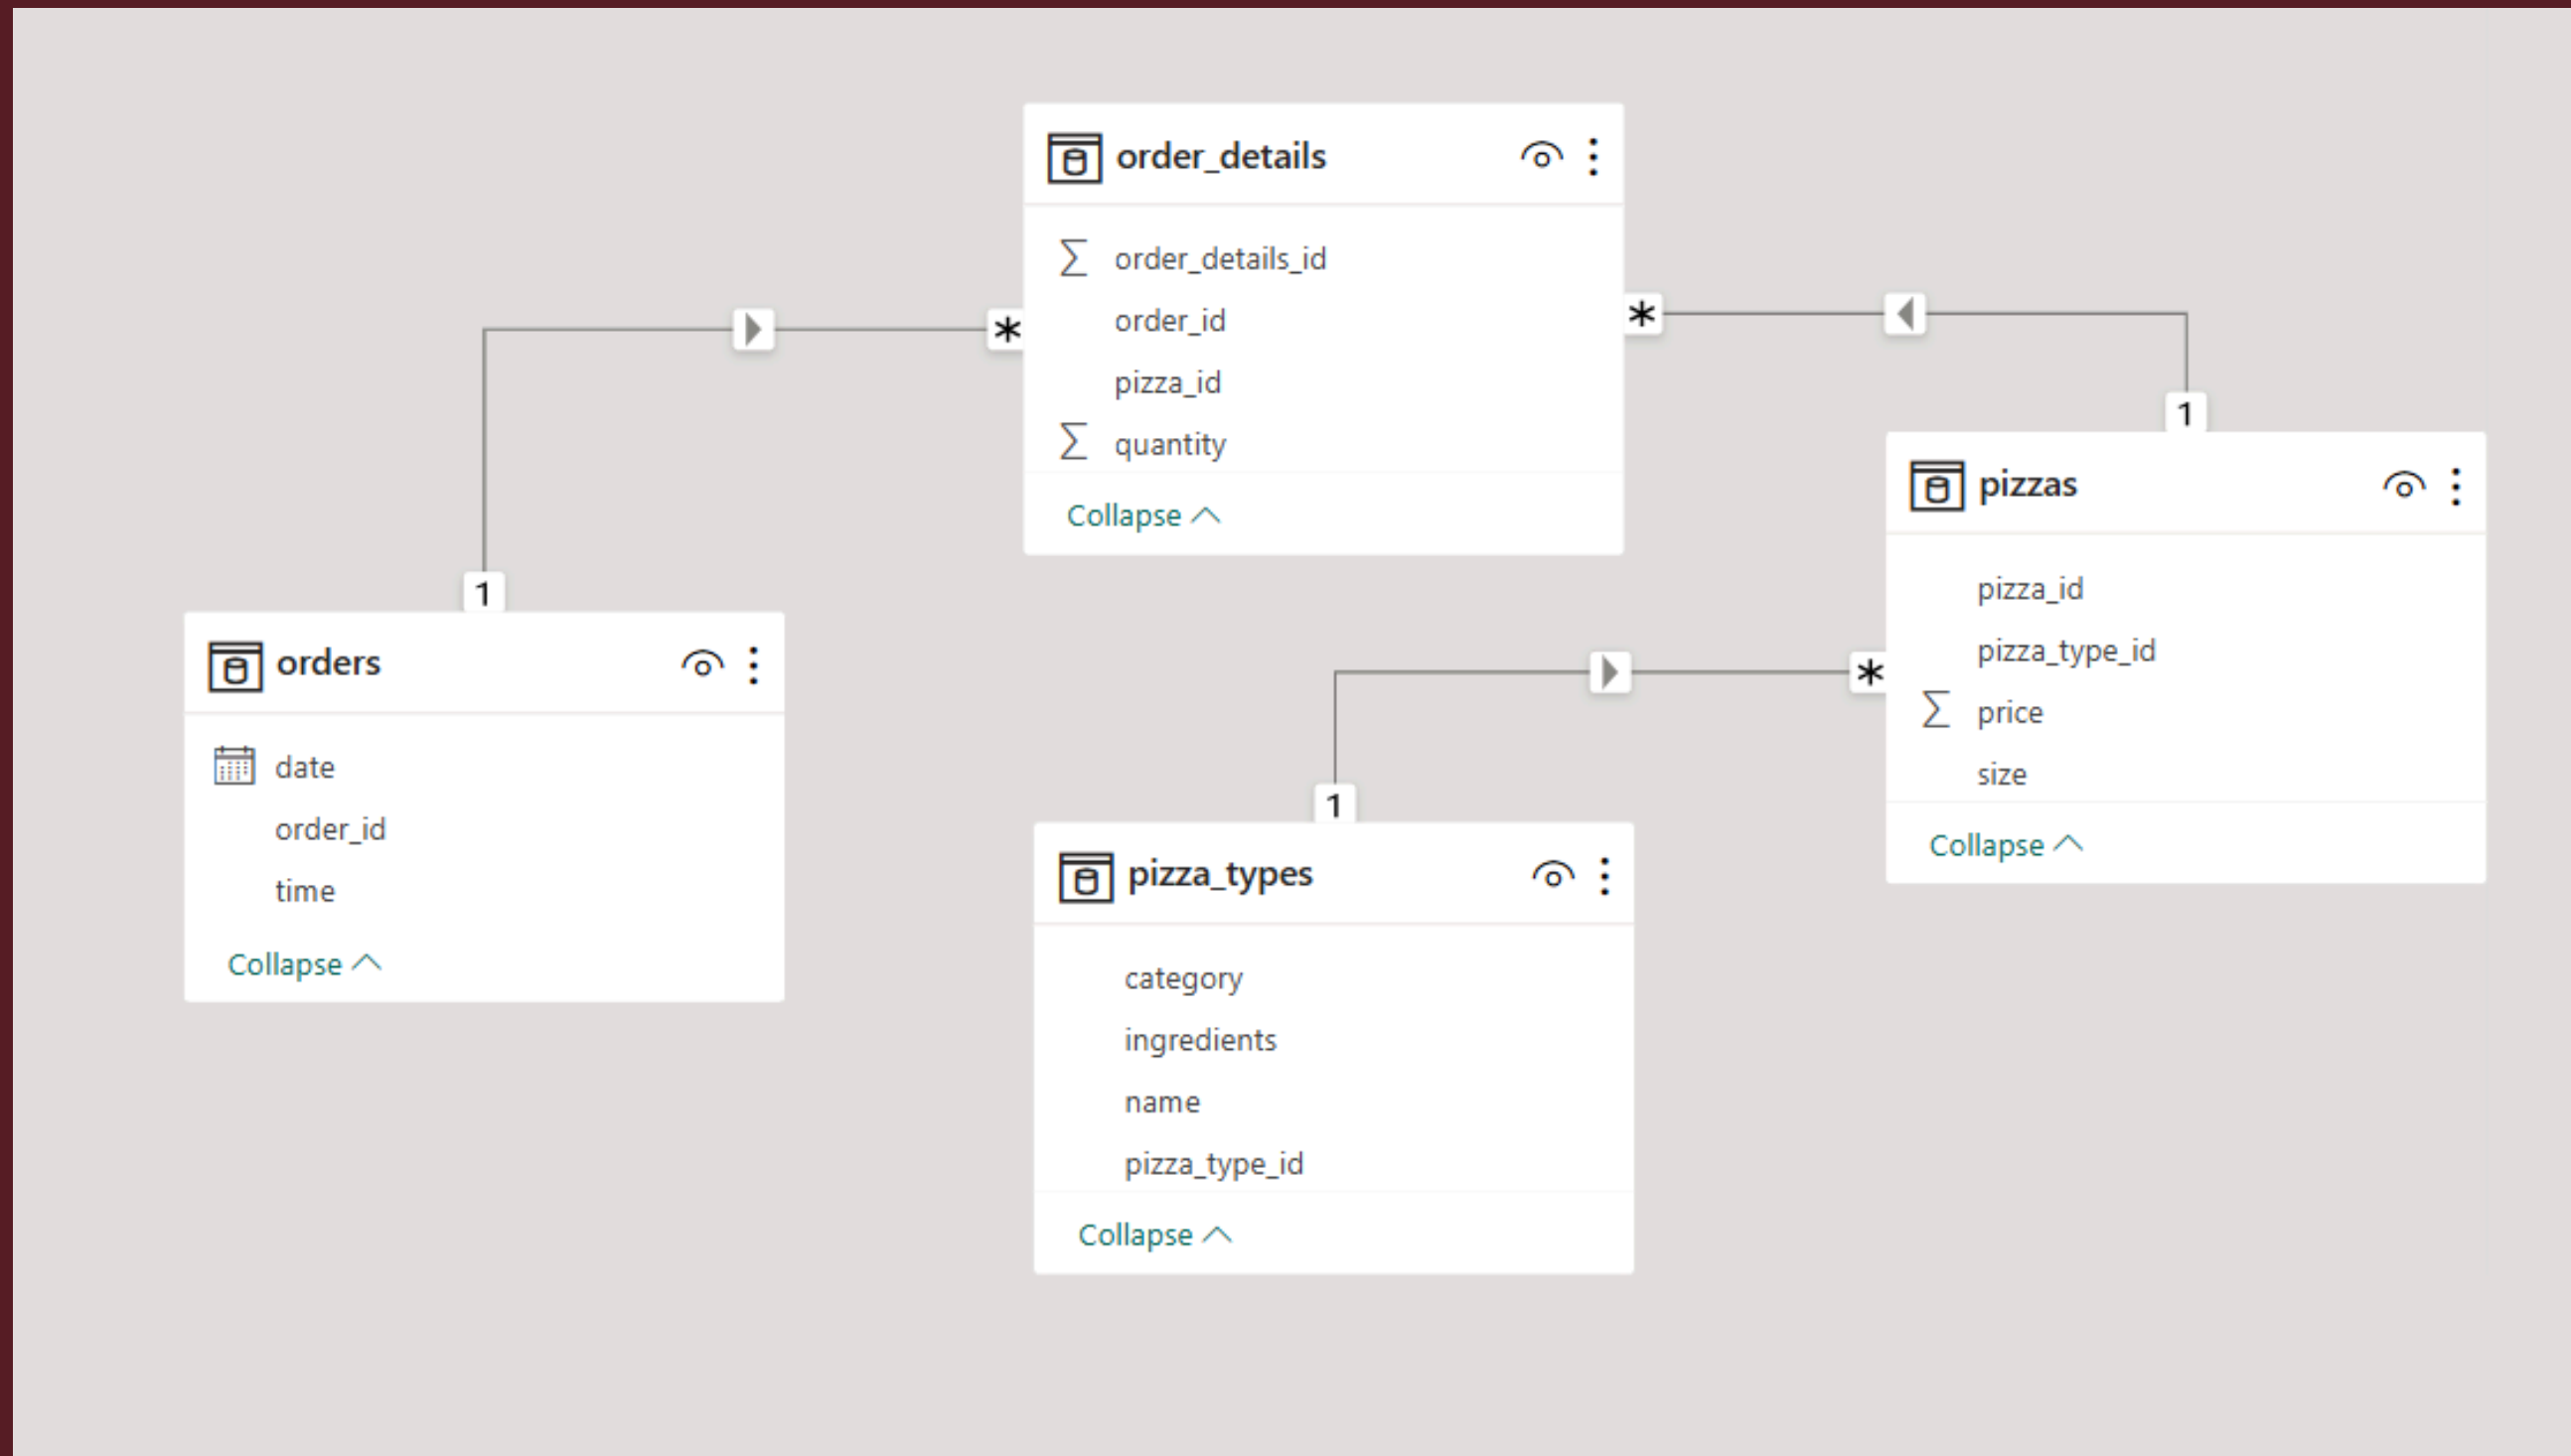 order_details
order_details_id
order_id
pizza_id
quantity
Collapse
*
*
1
pizzas
pizza_id
pizza_type_id
price
size
Collapse
1
orders
date
order_id
time
Collapse
*
1
pizza_types
category
ingredients
name
pizza_type_id
Collapse